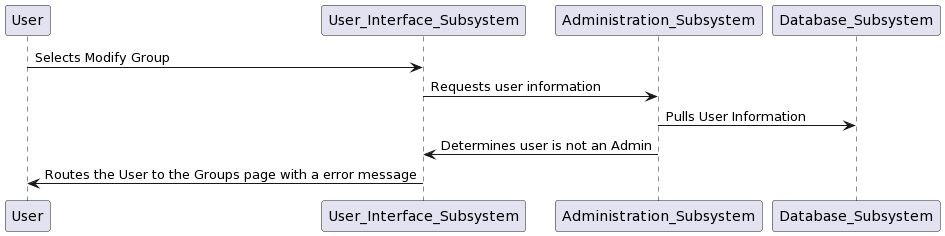 User
User_Interface_Subsystem
Administration_Subsystem
Database_Subsystem
Selects Modify Group
Requests user information
Pulls User Information
Determines user is not an Admin
Routes the User to the Groups page with a error message
User
User_Interface_Subsystem
Administration_Subsystem
Database_Subsystem